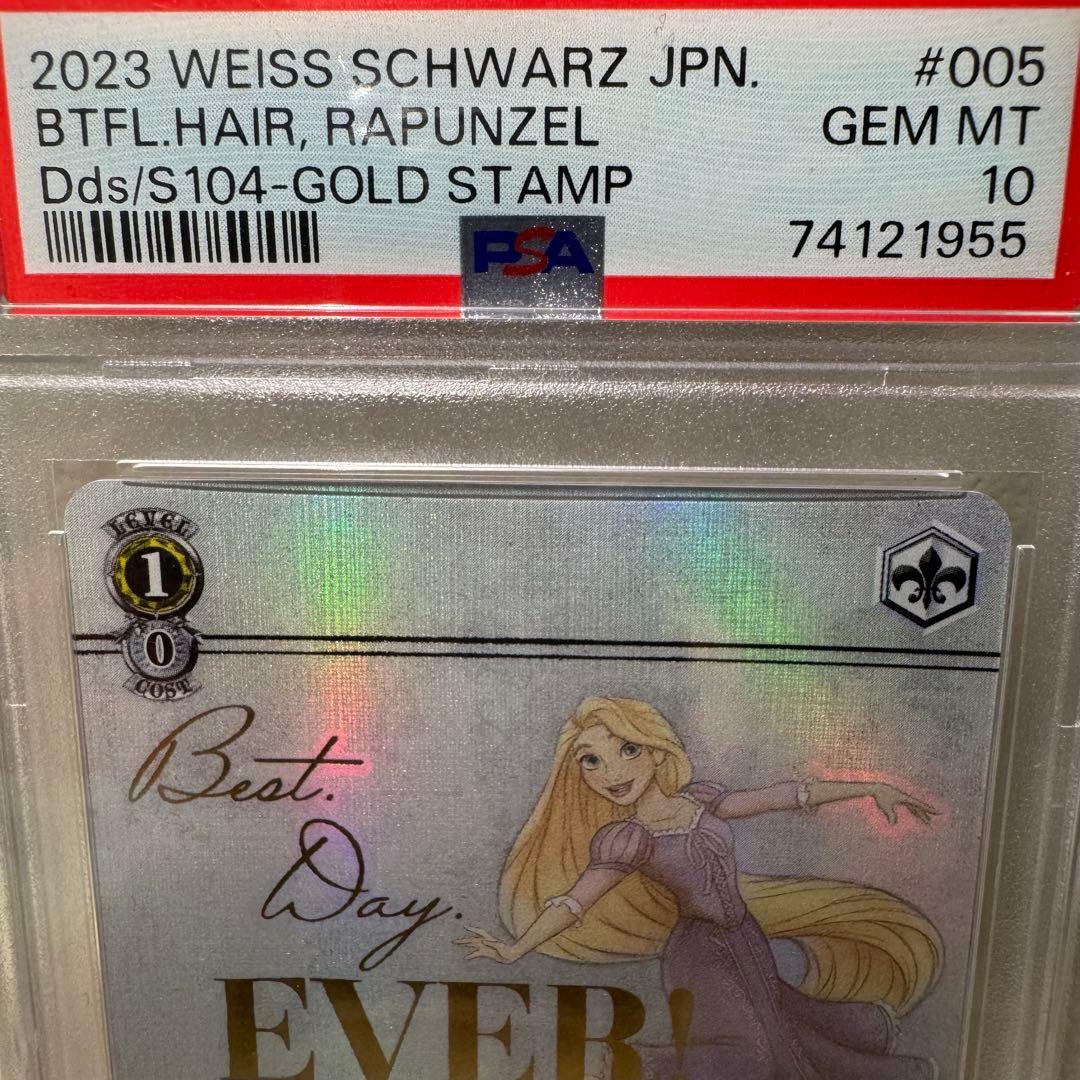 2023 WEISS SCHWARZ JPN. #005
BTFL.HAIR, RAPUNZEL GEM MT
Dds/S104-GOLD STAMP 10
PSA 74121955
LEVEL
1
0
COST
Best.
Day.
EVER!